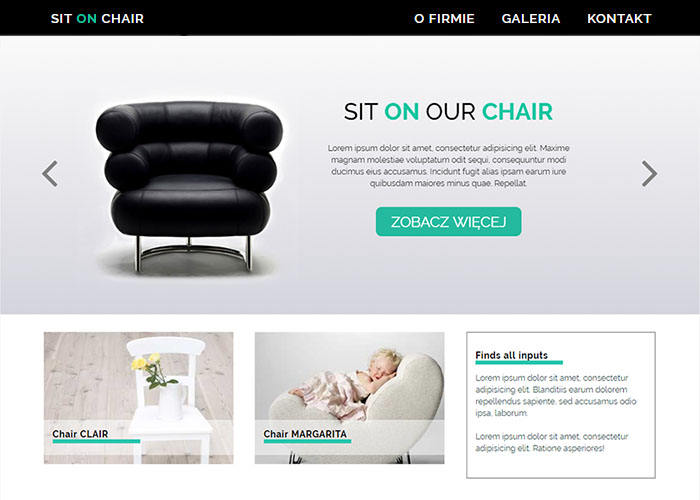 SIT ON CHAIR
O FIRMIE GALERIA KONTAKT
SIT ON OUR CHAIR
Lorem ipsum dolor sit amet, consectetur adipisicing elit. Maxime
magnam molestiae voluptatum odit sequi, consequuntur modi
ducimus eius accusamus. Incidunt fugit alias ipsam earum iure
quibusdam maiores minus quae. Repellat.
ZOBACZ WIĘCEJ
Chair CLAIR
Chair MARGARITA
Finds all inputs
Lorem ipsum dolor sit amet, consectetur
adipisicing elit. Blanditiis earum dolorem
repellendus sapiente, sed accusamus odio
ipsa, laborum.
Lorem ipsum dolor sit amet, consectetur
adipisicing elit. Ratione asperiores!